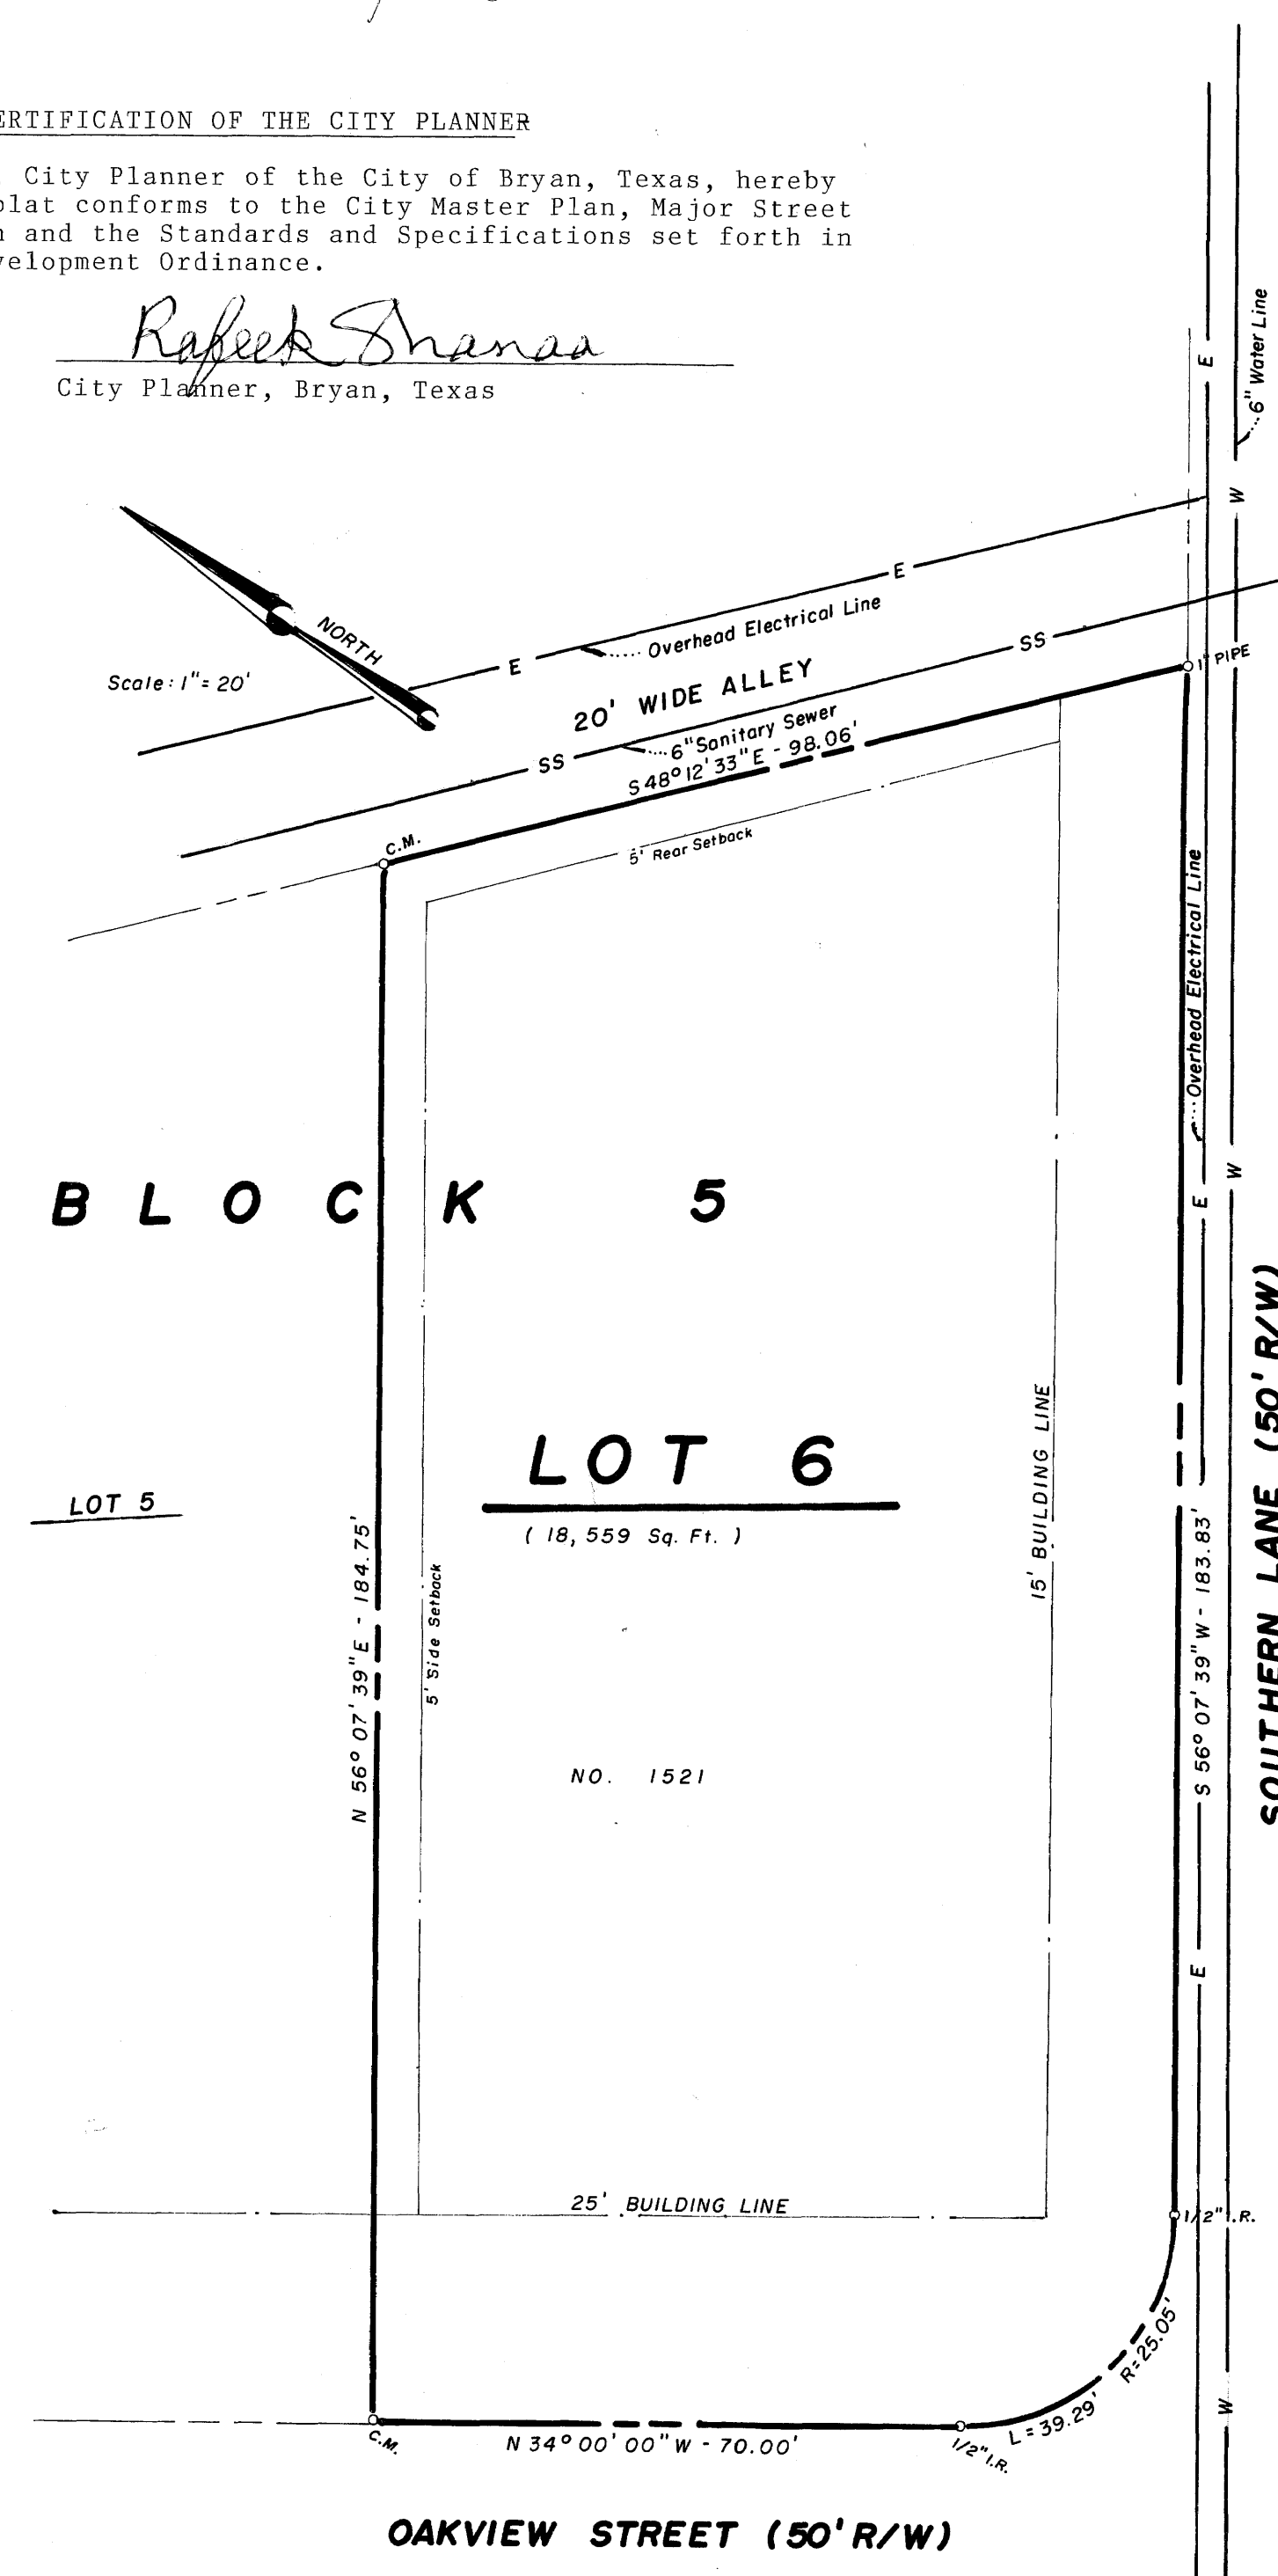 ERTIFICATION OF THE CITY PLANNER
City Planner of the City of Bryan, Texas, hereby
plat conforms to the City Master Plan, Major Street
and the Standards and Specifications set forth in
velopment Ordinance.
Rafeek Shanaa
City Planner, Bryan, Texas
6" Water Line
E
W
NORTH
Scale: 1"= 20'
E
E
Overhead Electrical Line
20' WIDE ALLEY
SS
SS
6" Sanitary Sewer
S 48° 12' 33" E - 98.06'
1" PIPE
C.M.
5' Rear Setback
Overhead Electrical Line
BLOCK 5
E
W
LOT 6
( 18,559 Sq. Ft. )
LOT 5
N 56° 07' 39" E - 184.75'
5' Side Setback
15' BUILDING LINE
S 56° 07' 39" W - 183.83'
SOUTHERN LANE (50' R/W)
NO. 1521
E
25' BUILDING LINE
1/2" I.R.
R=25.05'
L = 39.29'
W
C.M.
N 34° 00' 00" W - 70.00'
1/2" I.R.
OAKVIEW STREET (50' R/W)